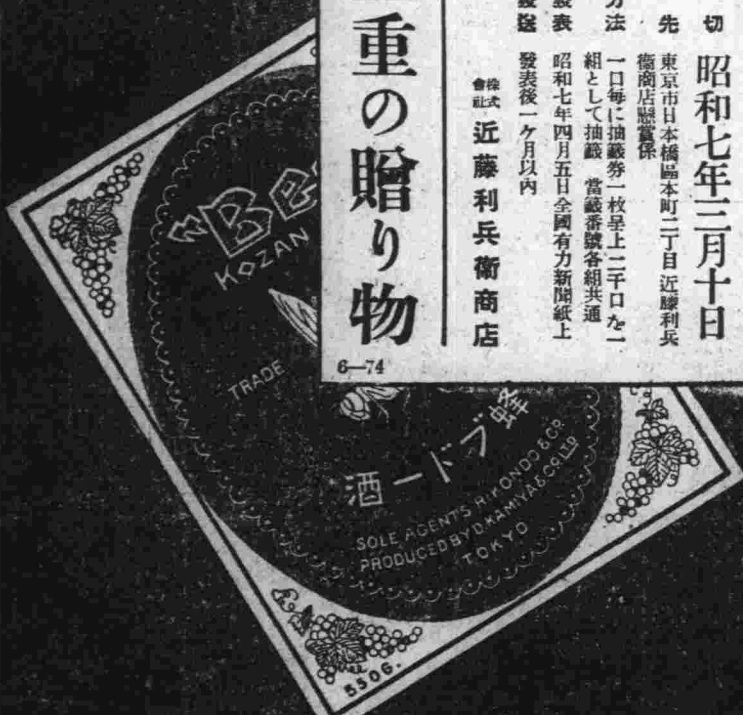 切 昭和七年三月十日
先 東京市日本橋區本町二丁目 近藤利兵
衞商店懸賞係
方法 一口毎に抽籤券一枚呈上 二千口を一
組として抽籤 當籤番號各組共通
發表 昭和七年四月五日全國有力新聞紙上
發送 發表後一ケ月以内
株式會社 近藤利兵衞商店
重の贈り物
6—74
"Be
KOZAN
TRADE
蜂ブドー酒
SOLE AGENTS R.KONDO & Co
PRODUCED BY D.KAMIYA & Co LTD
TOKYO
5506.